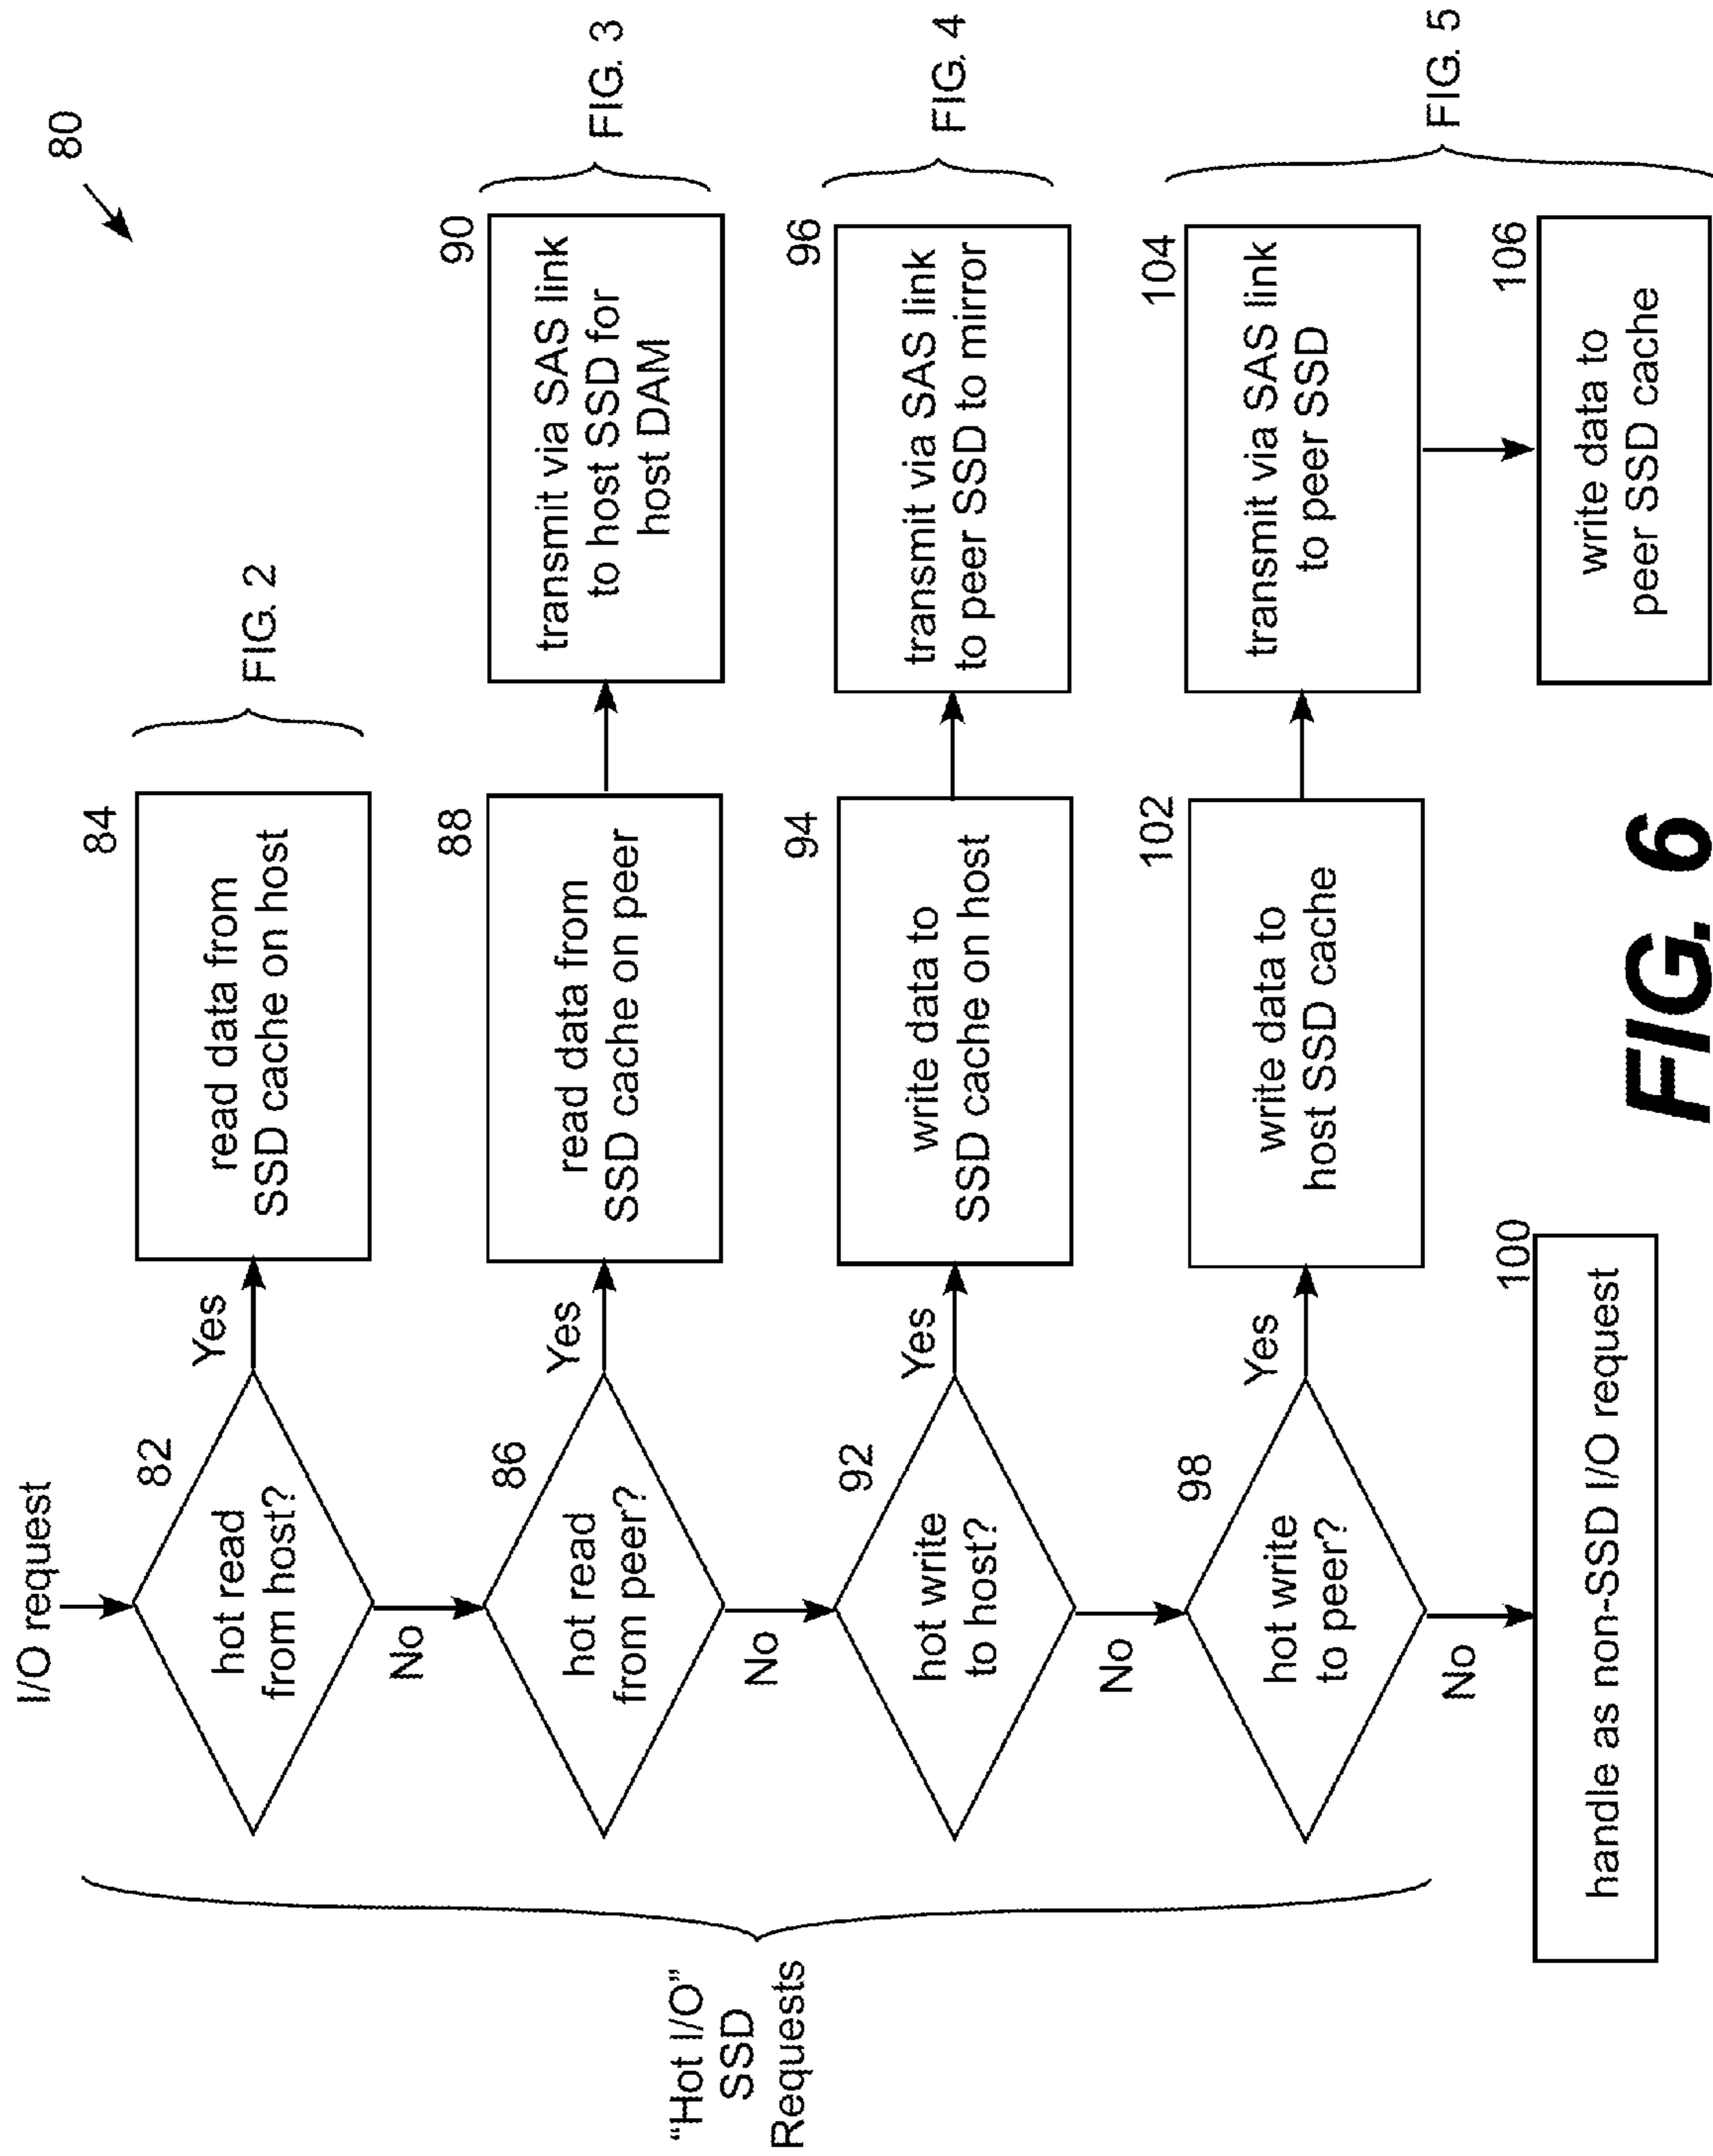 80
I/O request
82
hot read
from host?
Yes
84
read data from
SSD cache on host
FIG. 2
No
86
hot read
from peer?
Yes
88
read data from
SSD cache on peer
90
transmit via SAS link
to host SSD for
host DAM
FIG. 3
No
92
hot write
to host?
Yes
94
write data to
SSD cache on host
96
transmit via SAS link
to peer SSD to mirror
FIG. 4
No
98
hot write
to peer?
Yes
102
write data to
host SSD cache
104
transmit via SAS link
to peer SSD
106
write data to
peer SSD cache
FIG. 5
No
100
handle as non-SSD I/O request
“Hot I/O”
SSD
Requests
FIG. 6